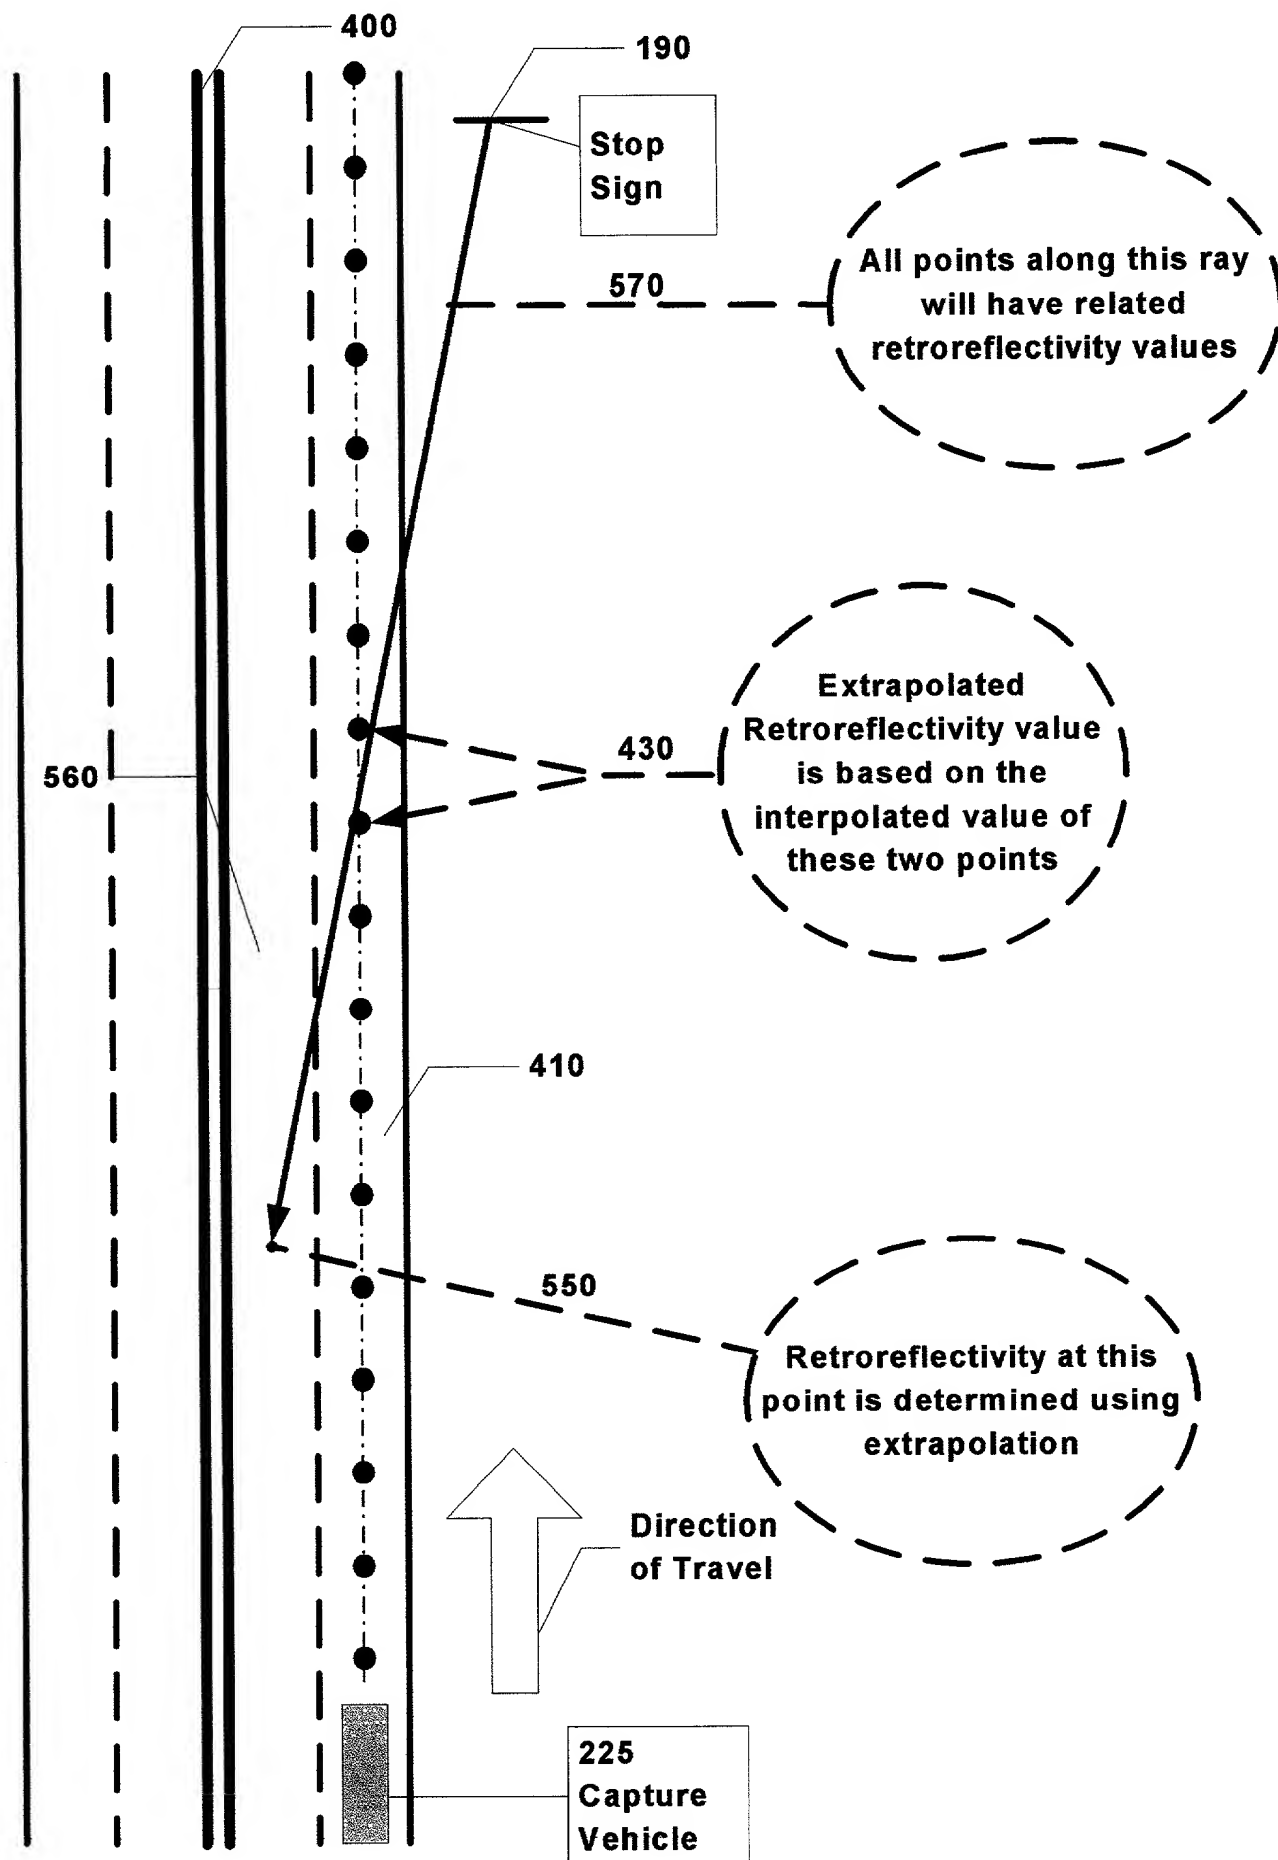 400
190
Stop
Sign
570
All points along this ray
will have related
retroreflectivity values
Extrapolated
Retroreflectivity value
is based on the
interpolated value of
these two points
430
560
410
550
Retroreflectivity at this
point is determined using
extrapolation
Direction
of Travel
225
Capture
Vehicle